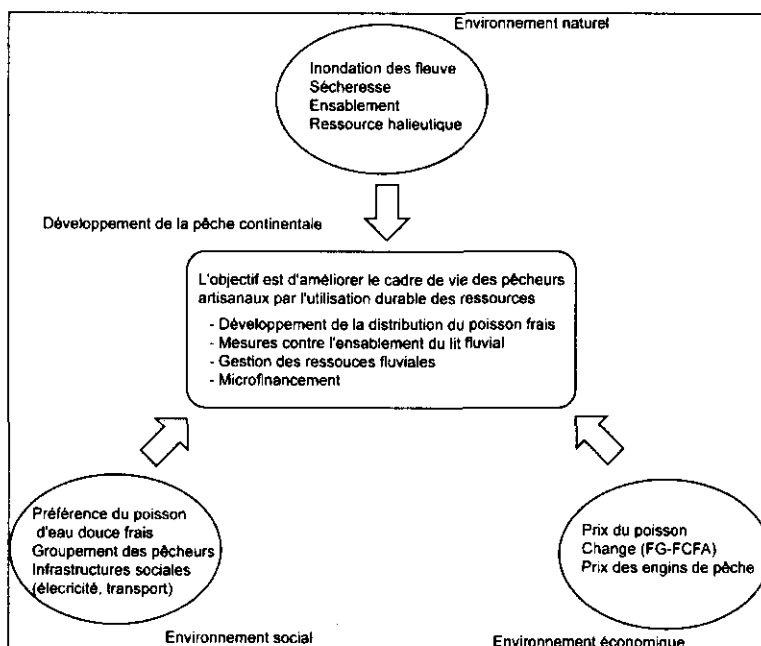 Environnement naturel
Inondation des fleuve
Sécheresse
Ensablement
Ressource halieutique
Développement de la pêche continentale
L'objectif est d'améliorer le cadre de vie des pêcheurs
artisanaux par l'utilisation durable des ressources
- Développement de la distribution du poisson frais
- Mesures contre l'ensablement du lit fluvial
- Gestion des ressouces fluviales
- Microfinancement
Préférence du poisson
d'eau douce frais
Groupement des pêcheurs
Infrastructures sociales
(élecricité, transport)
Environnement social
Prix du poisson
Change (FG-FCFA)
Prix des engins de pêche
Environnement économique